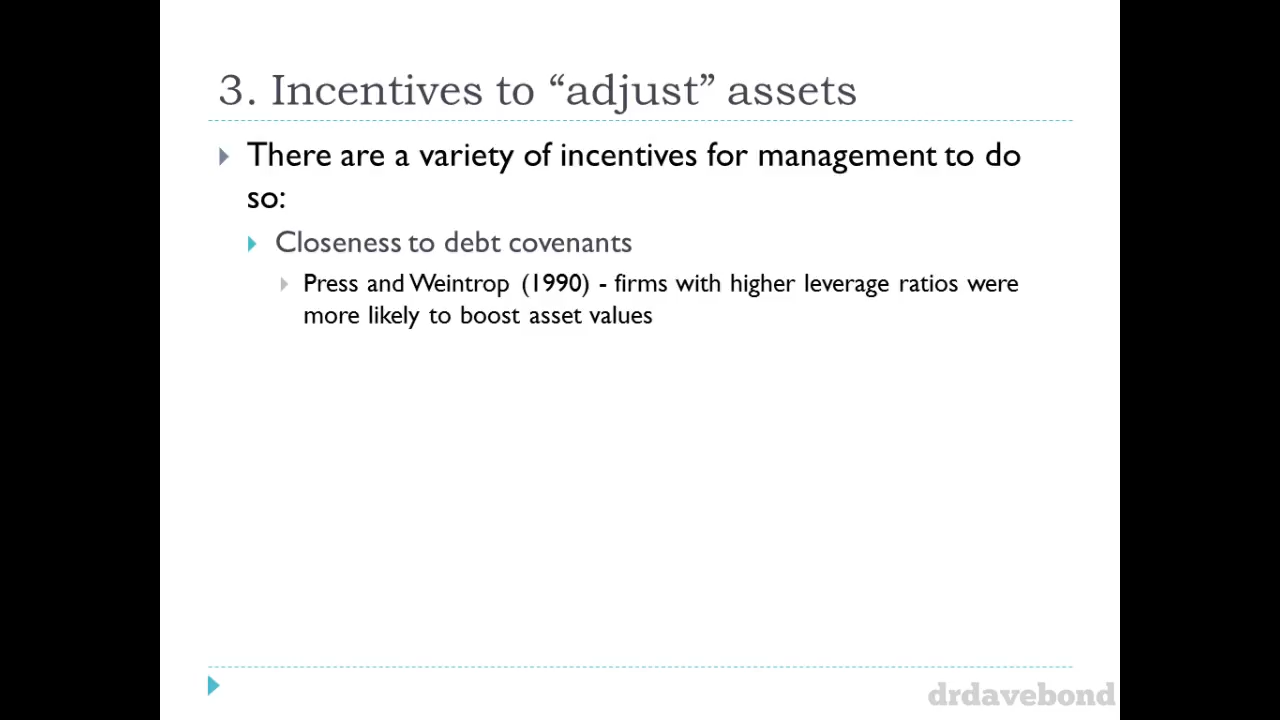 3. Incentives to “adjust” assets
There are a variety of incentives for management to do
so:
Closeness to debt covenants
Press and Weintrop (1990) - firms with higher leverage ratios were
more likely to boost asset values
drdavebond